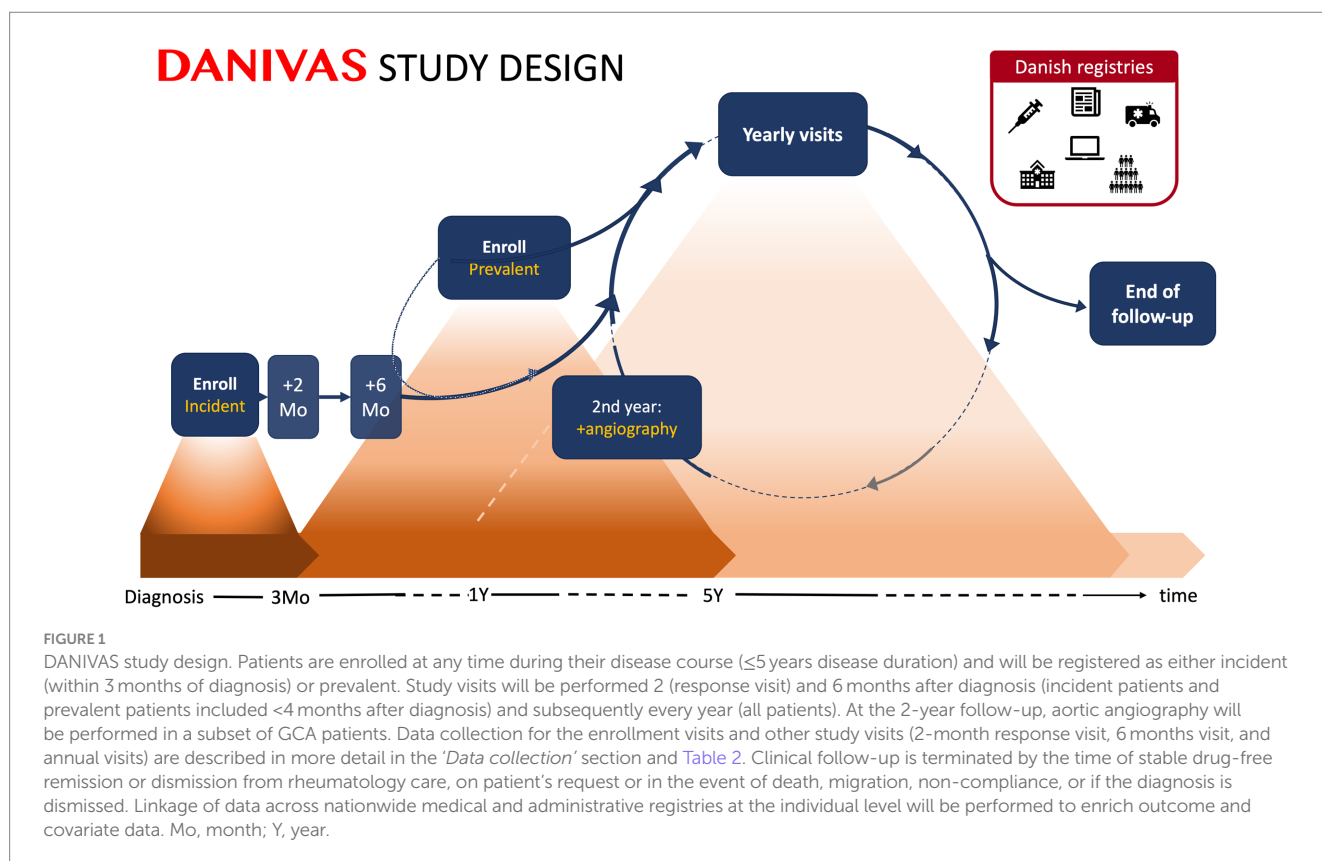 DANIVAS STUDY DESIGN
Danish registries
Yearly visits
Enroll
Prevalent
End of
follow-up
Enroll
Incident
+2
Mo
+6
Mo
2nd year:
+angiography
Diagnosis
3Mo
1Y
5Y
time
FIGURE 1
DANIVAS study design. Patients are enrolled at any time during their disease course (≤5 years disease duration) and will be registered as either incident
(within 3 months of diagnosis) or prevalent. Study visits will be performed 2 (response visit) and 6 months after diagnosis (incident patients and
prevalent patients included <4 months after diagnosis) and subsequently every year (all patients). At the 2-year follow-up, aortic angiography will
be performed in a subset of GCA patients. Data collection for the enrollment visits and other study visits (2-month response visit, 6 months visit, and
annual visits) are described in more detail in the ‘Data collection’ section and Table 2. Clinical follow-up is terminated by the time of stable drug-free
remission or dismission from rheumatology care, on patient’s request or in the event of death, migration, non-compliance, or if the diagnosis is
dismissed. Linkage of data across nationwide medical and administrative registries at the individual level will be performed to enrich outcome and
covariate data. Mo, month; Y, year.